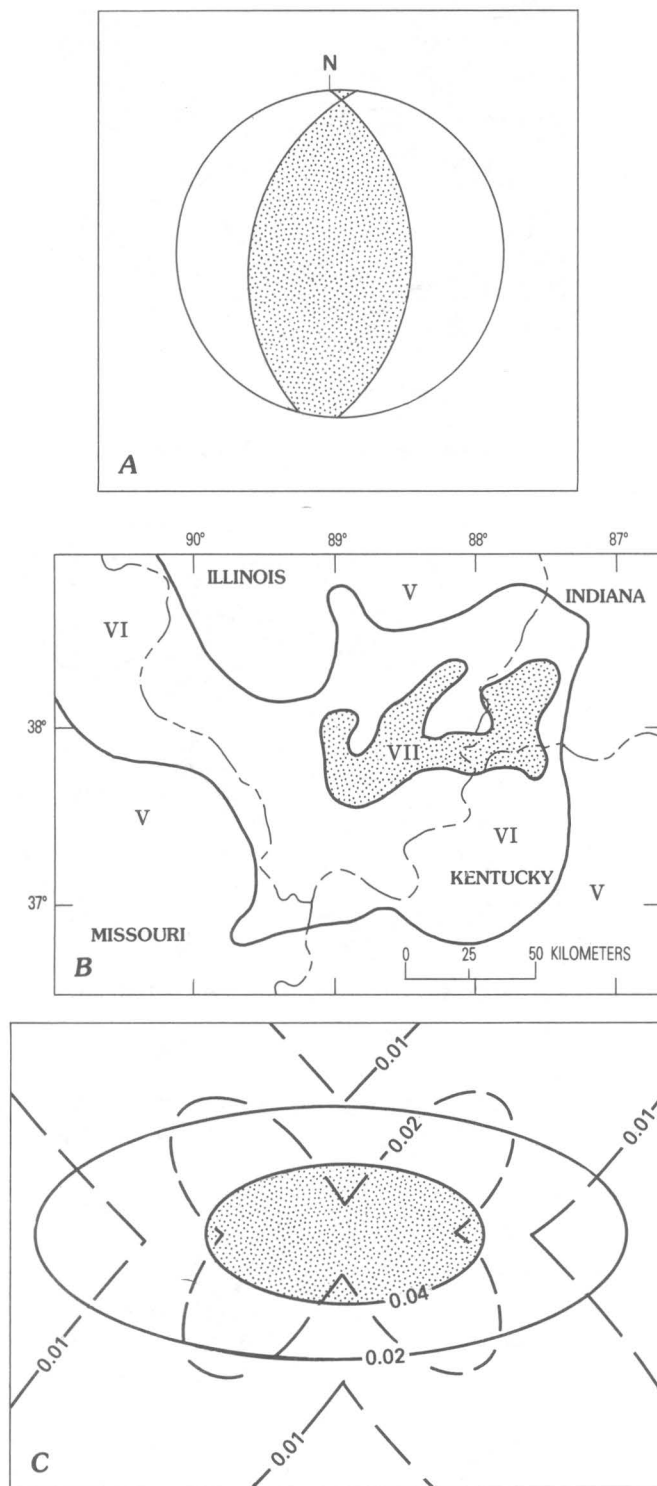 N
A
90° 89° 88° 87°
ILLINOIS V INDIANA
VI
38°
VII
V VI
KENTUCKY V
37°
MISSOURI
0 25 50 KILOMETERS
B
0.01
0.02 0.01
0.04
0.02
0.01 0.01
C